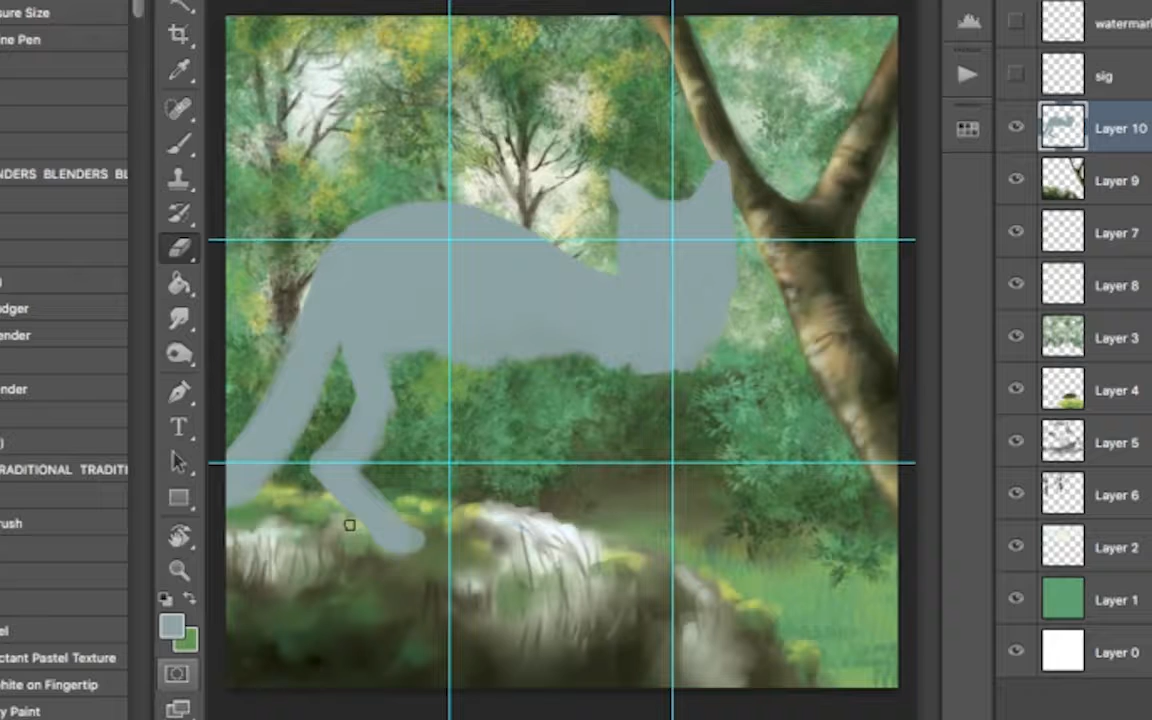 sure Size
ne Pen
NDERS BLENDERS BL
)
udger
ender
ender
)
RADITIONAL TRADITI
rush
el
ctant Pastel Texture
hite on Fingertip
y Paint
T
watermar
sig
Layer 10
Layer 9
Layer 7
Layer 8
Layer 3
Layer 4
Layer 5
Layer 6
Layer 2
Layer 1
Layer 0